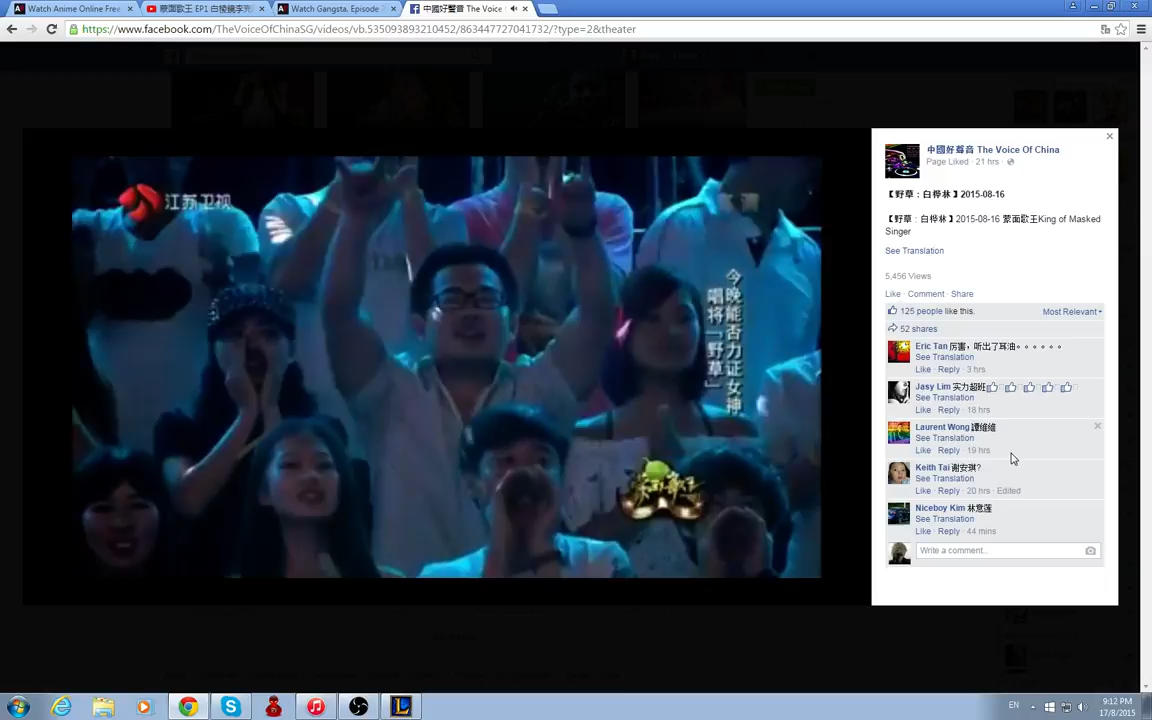 Watch Anime Online Free
蒙面歌王 EP1 白棱镜李克
Watch Gangsta. Episode 7
中國好聲音 The Voice
https://www.facebook.com/TheVoiceOfChinaSG/videos/vb.535093893210452/863447727041732/?type=2&theater
江苏卫视
今晚能否力证女神
唱将「野草」
中國好聲音 The Voice Of China
Page Liked · 21 hrs ·
【野草：白桦林】2015-08-16
【野草：白桦林】2015-08-16 蒙面歌王King of Masked
Singer
See Translation
5,456 Views
Like · Comment · Share
125 people like this.
Most Relevant
52 shares
Eric Tan 厉害，听出了耳油。。。。。。
See Translation
Like · Reply · 3 hrs
Jasy Lim 实力超班
See Translation
Like · Reply · 18 hrs
Laurent Wong 譚維維
See Translation
Like · Reply · 19 hrs
Keith Tai 谢安琪?
See Translation
Like · Reply · 20 hrs · Edited
Niceboy Kim 林意莲
See Translation
Like · Reply · 44 mins
Write a comment...
EN
9:12 PM
17/8/2015